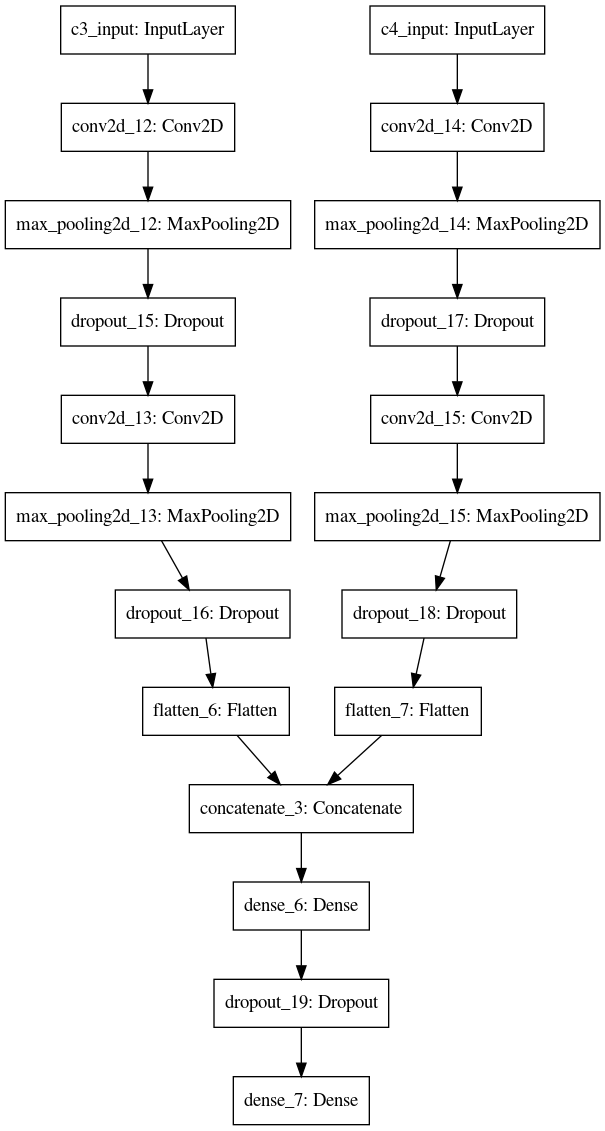 c3_input: InputLayer
c4_input: InputLayer
conv2d_12: Conv2D
conv2d_14: Conv2D
max_pooling2d_12: MaxPooling2D
max_pooling2d_14: MaxPooling2D
dropout_15: Dropout
dropout_17: Dropout
conv2d_13: Conv2D
conv2d_15: Conv2D
max_pooling2d_13: MaxPooling2D
max_pooling2d_15: MaxPooling2D
dropout_16: Dropout
dropout_18: Dropout
flatten_6: Flatten
flatten_7: Flatten
concatenate_3: Concatenate
dense_6: Dense
dropout_19: Dropout
dense_7: Dense